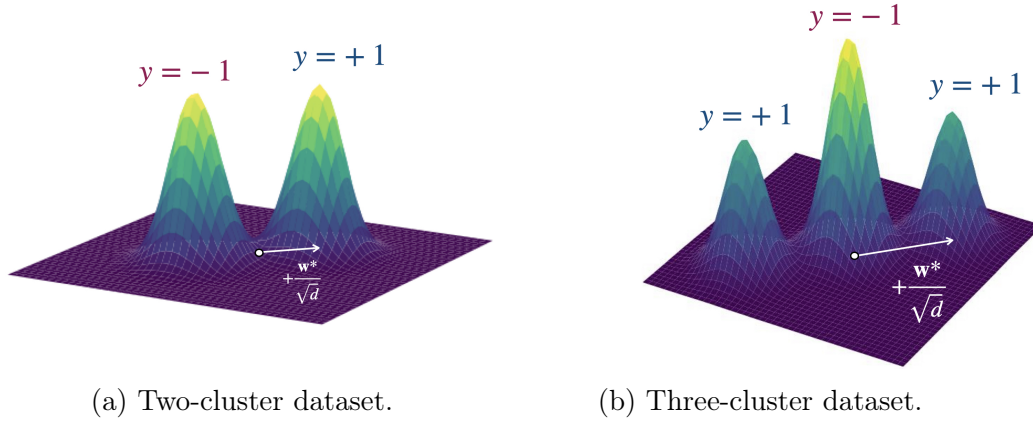 y = − 1
y = + 1
+w*/√d
(a) Two-cluster dataset.
y = − 1
y = + 1
y = + 1
+w*/√d
(b) Three-cluster dataset.